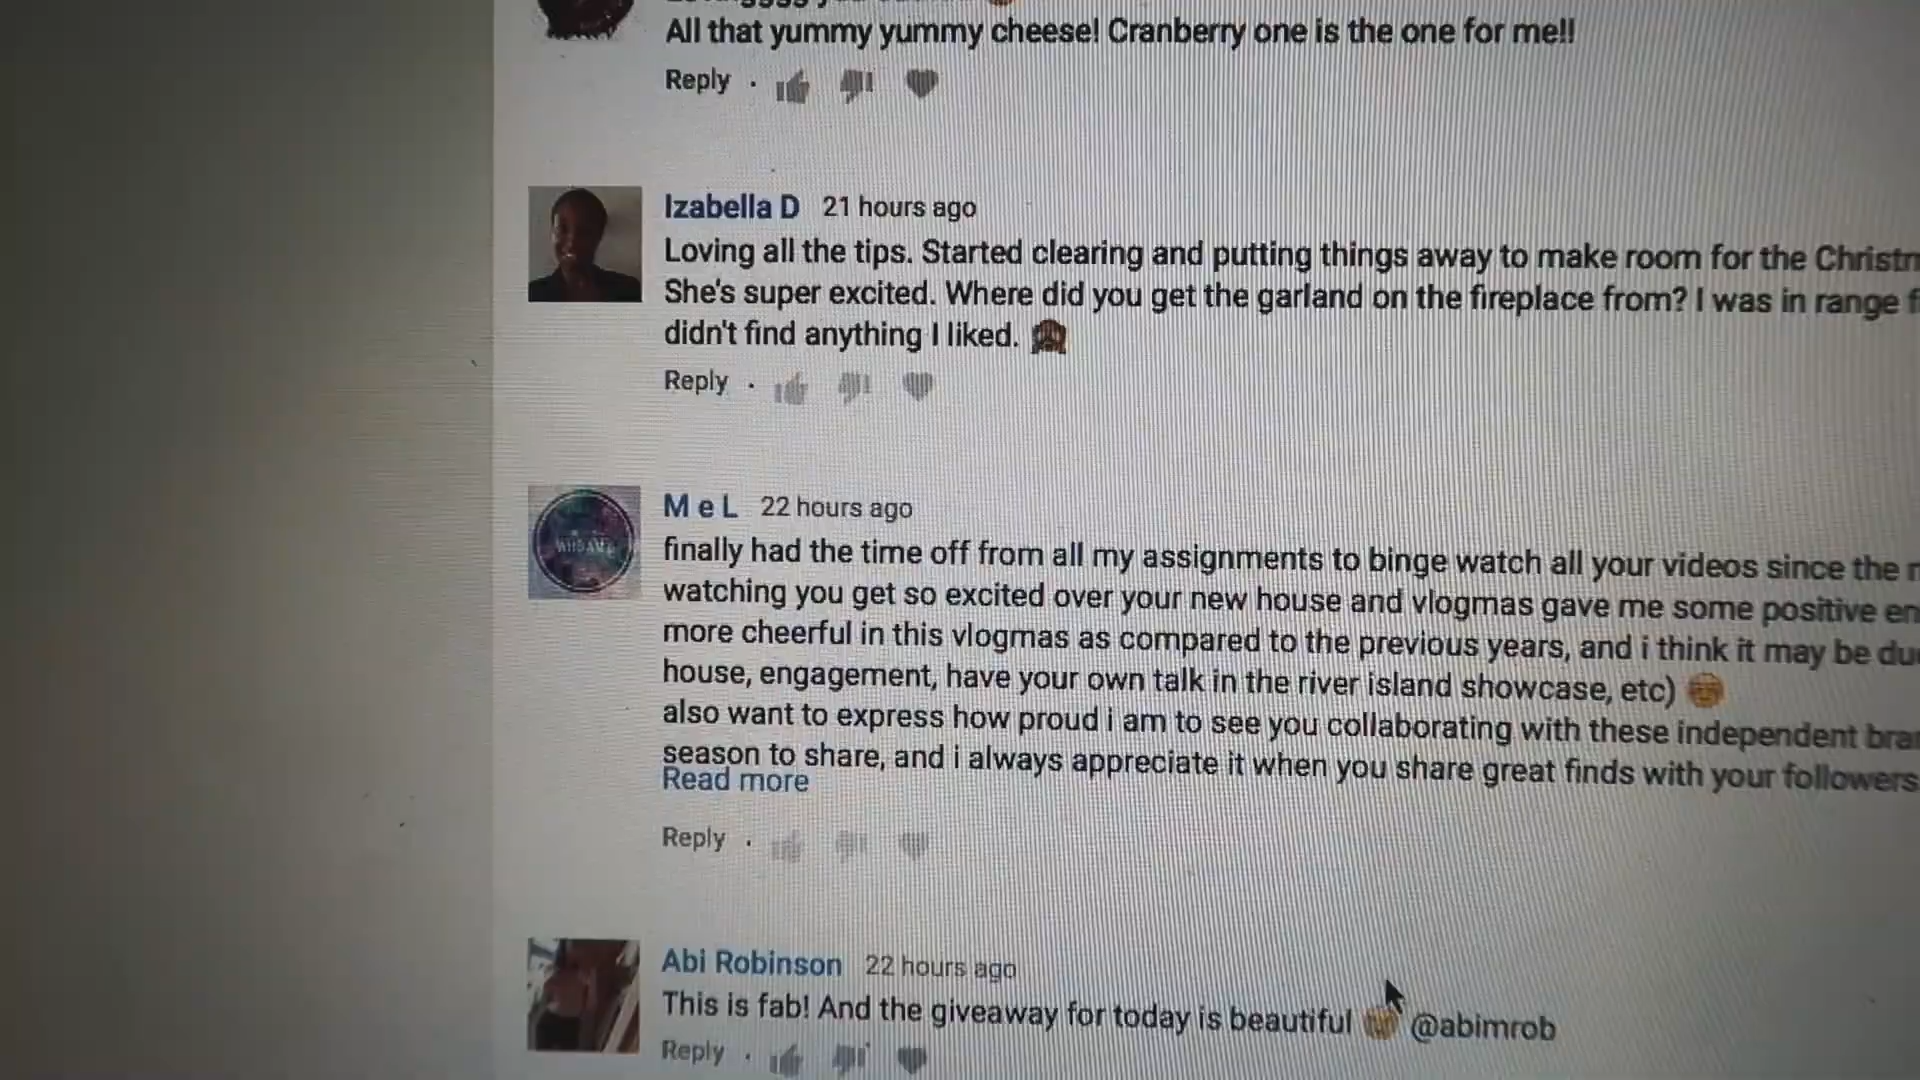 All that yummy yummy cheese! Cranberry one is the one for me!!
Reply
Izabella D 21 hours ago
Loving all the tips. Started clearing and putting things away to make room for the
She's super excited. Where did you get the garland on the fireplace from? I was in range
didn't find anything I liked.
Reply
M e L 22 hours ago
finally had the time off from all my assignments to binge watch all your videos since the
watching you get so excited over your new house and vlogmas gave me some positive
more cheerful in this vlogmas as compared to the previous years, and i think it may be
house, engagement, have your own talk in the river island showcase, etc)
also want to express how proud i am to see you collaborating with these independent
season to share, and i always appreciate it when you share great finds with your followers
Read more
Reply
Abi Robinson 22 hours ago
This is fab! And the giveaway for today is beautiful @abimrob
Reply